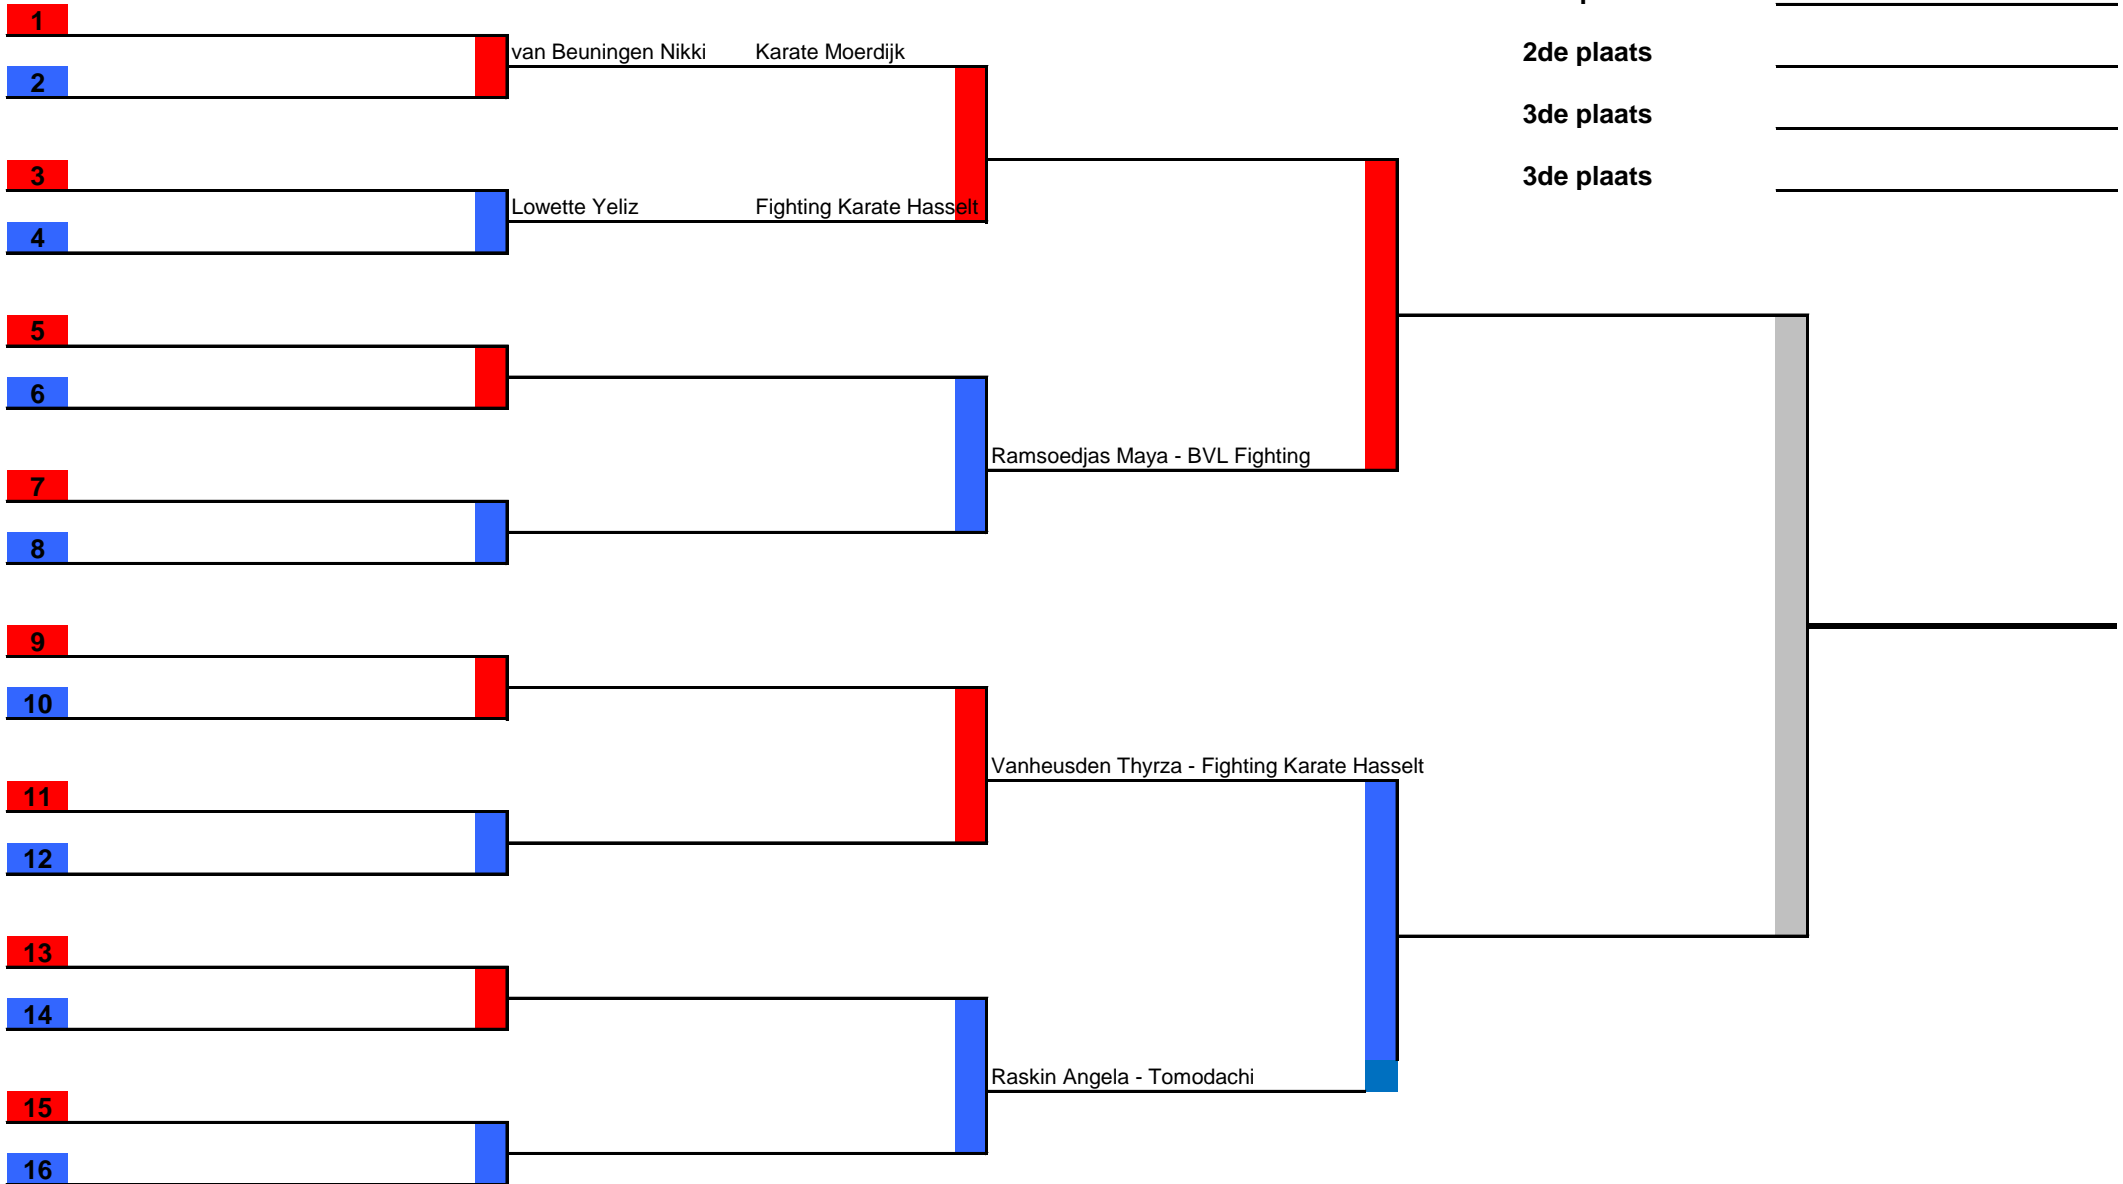 1
van Beuningen Nikki Karate Moerdijk
2de plaats
2
3de plaats
3
3de plaats
Lowette Yeliz Fighting Karate Hasselt
4
5
6
Ramsoedjas Maya - BVL Fighting
7
8
9
10
Vanheusden Thyrza - Fighting Karate Hasselt
11
12
13
14
Raskin Angela - Tomodachi
15
16